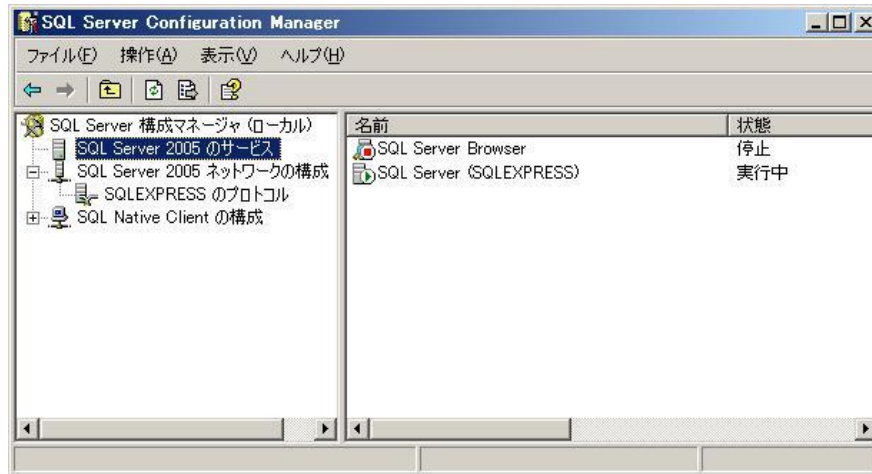 SQL Server Configuration Manager
ファイル(F) 操作(A) 表示(V) ヘルプ(H)
SQL Server 構成マネージャ (ローカル)
SQL Server 2005 のサービス
SQL Server 2005 ネットワークの構成
SQLEXPRESS のプロトコル
SQL Native Client の構成
名前 状態
SQL Server Browser 停止
SQL Server (SQLEXPRESS) 実行中